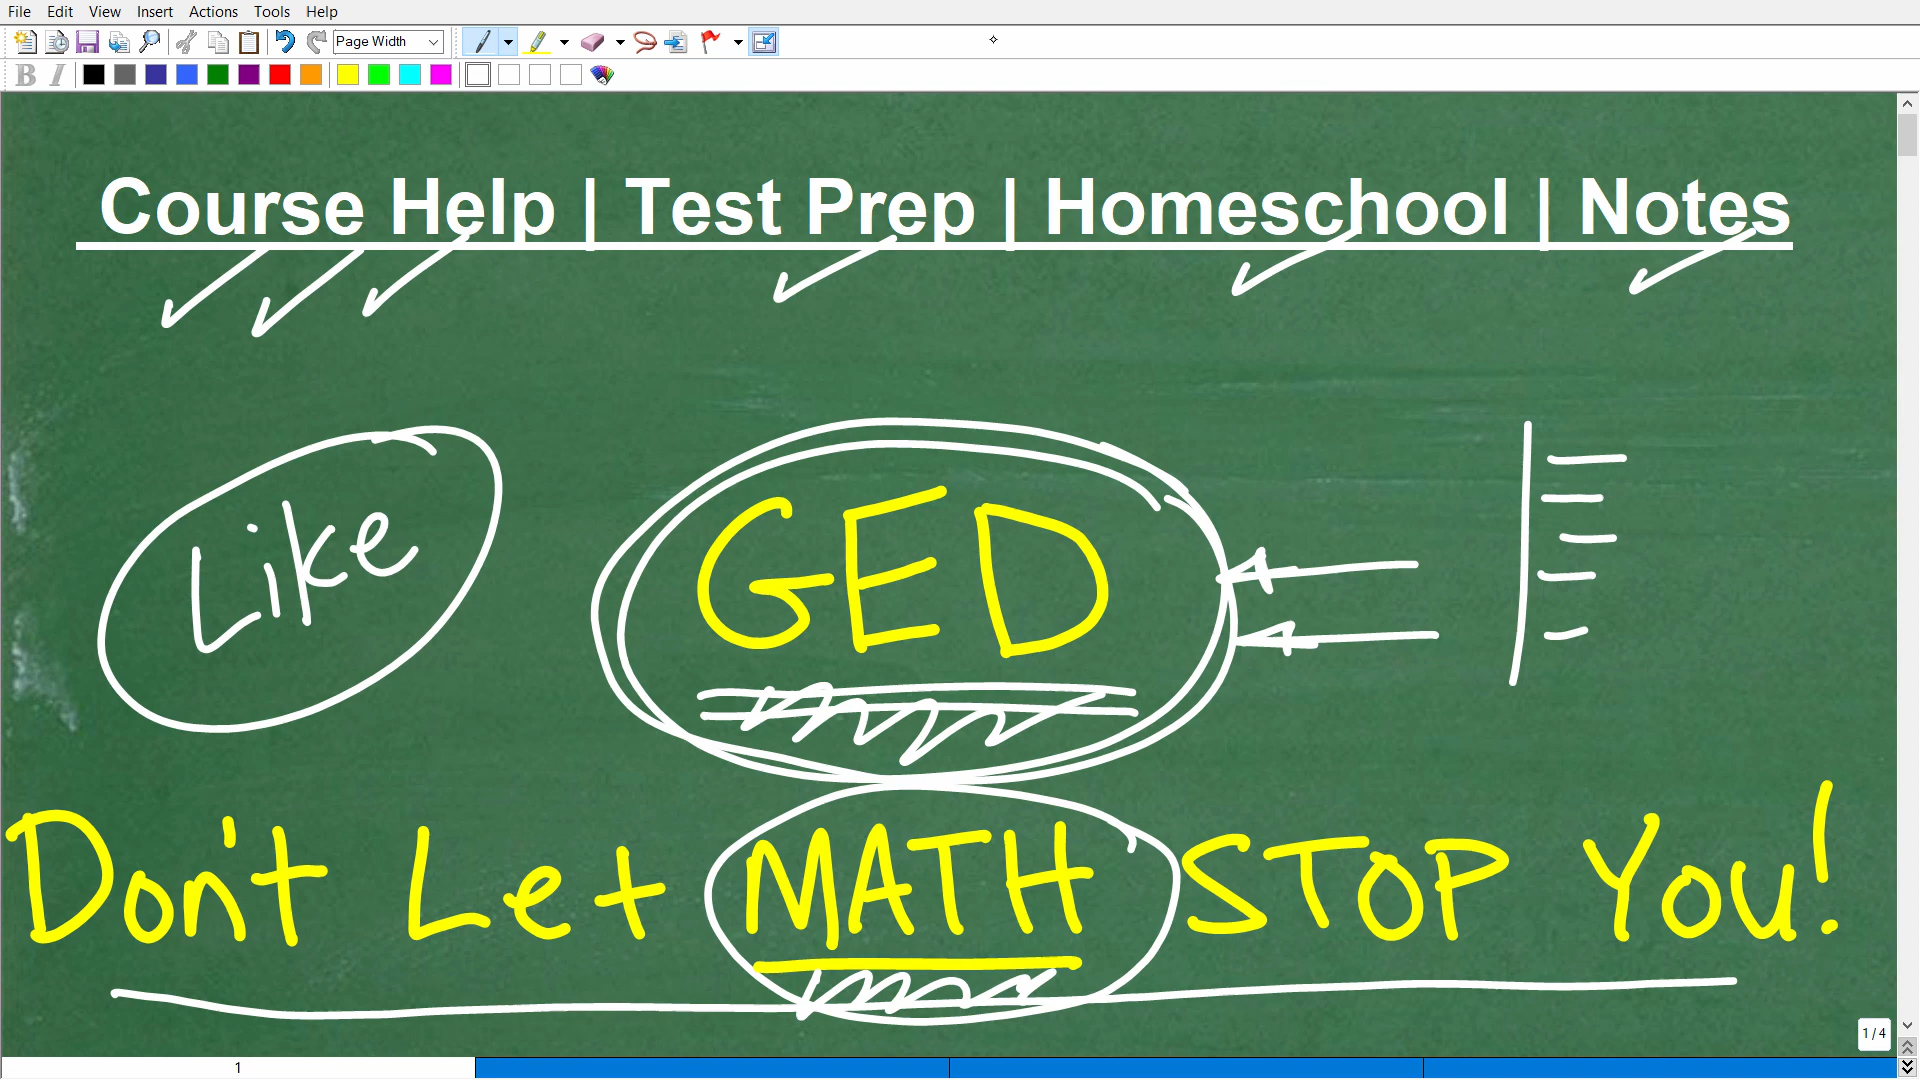 File Edit View Insert Actions Tools Help
Page Width
B I
Course Help | Test Prep | Homeschool | Notes
Like
GED
Don't Let MATH STOP You!
1 / 4
1